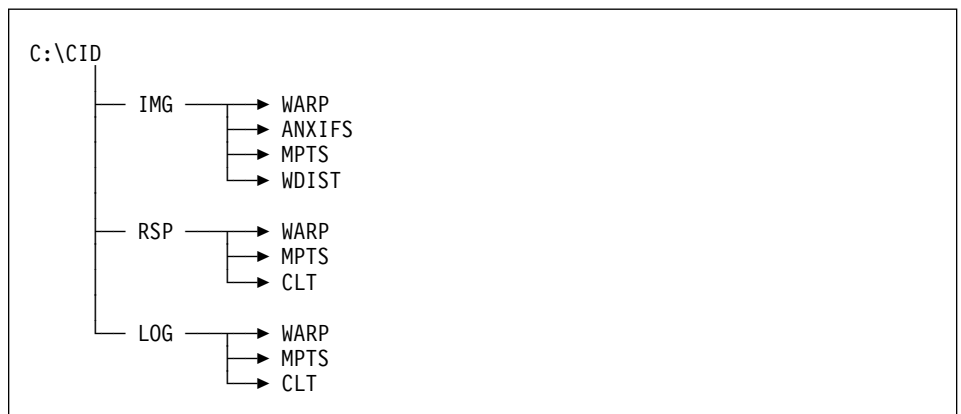 C:\CID
IMG WARP
ANXIFS
MPTS
WDIST
RSP WARP
MPTS
CLT
LOG WARP
MPTS
CLT